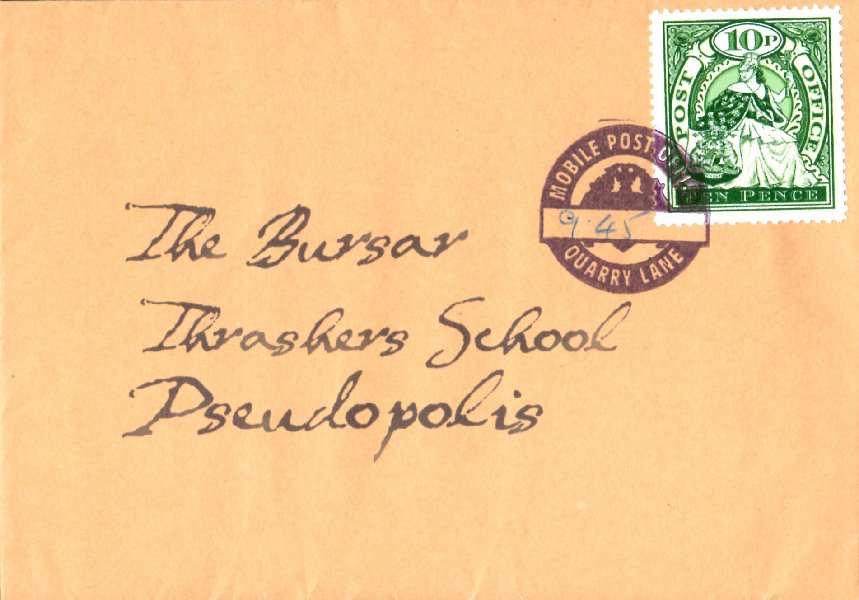 10P
POST OFFICE
TEN PENCE
MOBILE POST
9.45
QUARRY LANE
The Bursar
Thrashers School
Pseudopolis